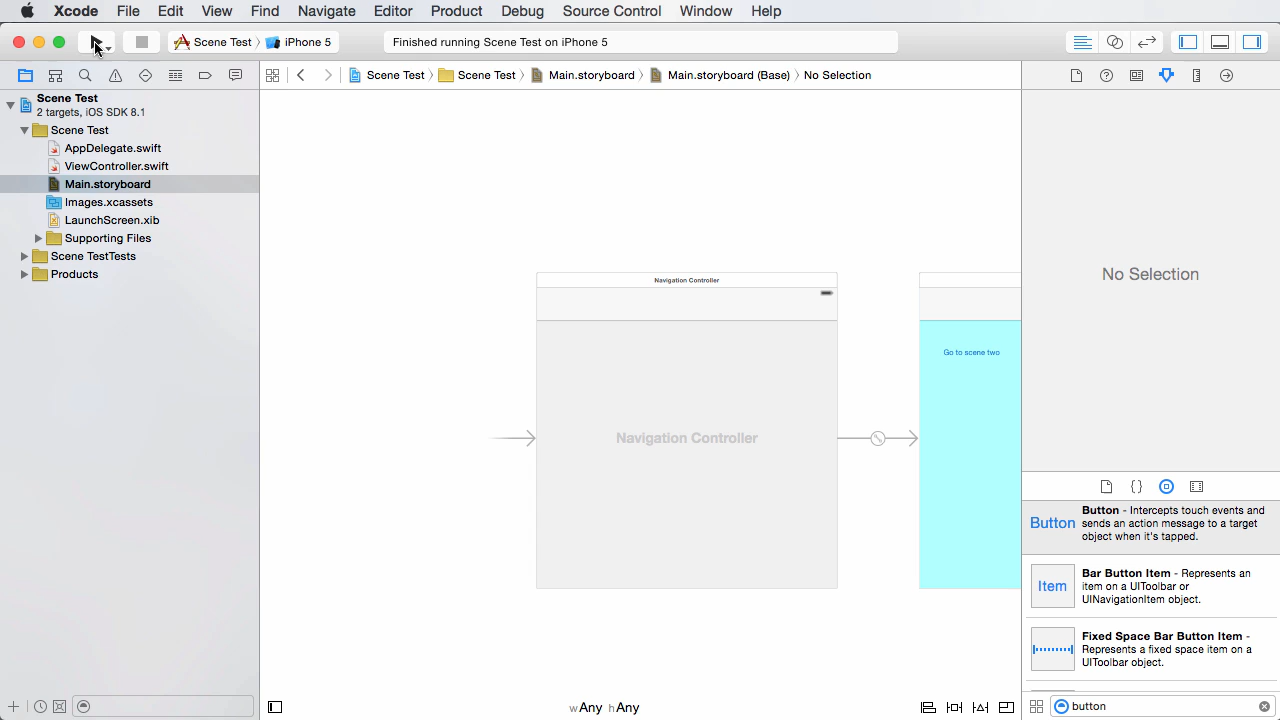 Xcode File Edit View Find Navigate Editor Product Debug Source Control Window Help
Scene Test iPhone 5
Finished running Scene Test on iPhone 5
Scene Test Scene Test Main.storyboard Main.storyboard (Base) No Selection
Scene Test
2 targets, iOS SDK 8.1
Scene Test
AppDelegate.swift
ViewController.swift
Main.storyboard
Images.xcassets
LaunchScreen.xib
Supporting Files
Scene TestTests
Products
Navigation Controller
Go to scene two
Navigation Controller
wAny hAny
No Selection
Button
Button - Intercepts touch events and
sends an action message to a target
object when it's tapped.
Item
Bar Button Item - Represents an
item on a UIToolbar or
UINavigationItem object.
Fixed Space Bar Button Item -
Represents a fixed space item on a
UIToolbar object.
button